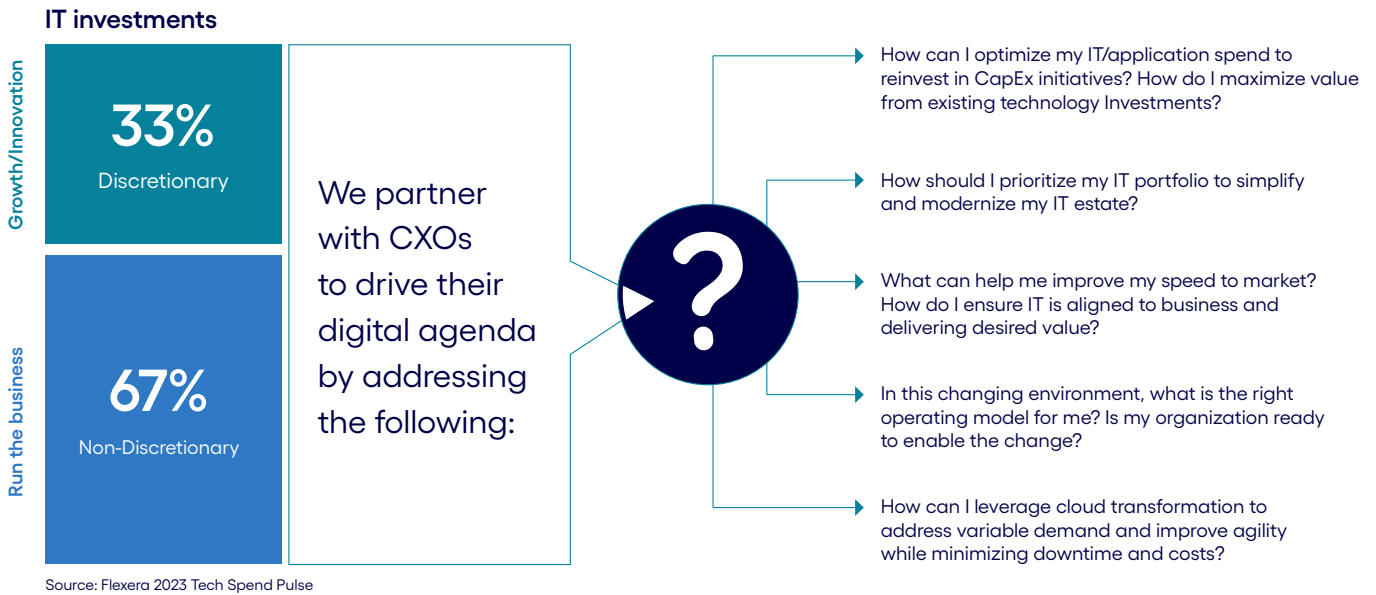 IT investments
Growth/Innovation
33%
Discretionary
Run the business
67%
Non-Discretionary
We partner
with CXOs
to drive their
digital agenda
by addressing
the following:
?
How can I optimize my IT/application spend to
reinvest in CapEx initiatives? How do I maximize value
from existing technology Investments?
How should I prioritize my IT portfolio to simplify
and modernize my IT estate?
What can help me improve my speed to market?
How do I ensure IT is aligned to business and
delivering desired value?
In this changing environment, what is the right
operating model for me? Is my organization ready
to enable the change?
How can I leverage cloud transformation to
address variable demand and improve agility
while minimizing downtime and costs?
Source: Flexera 2023 Tech Spend Pulse